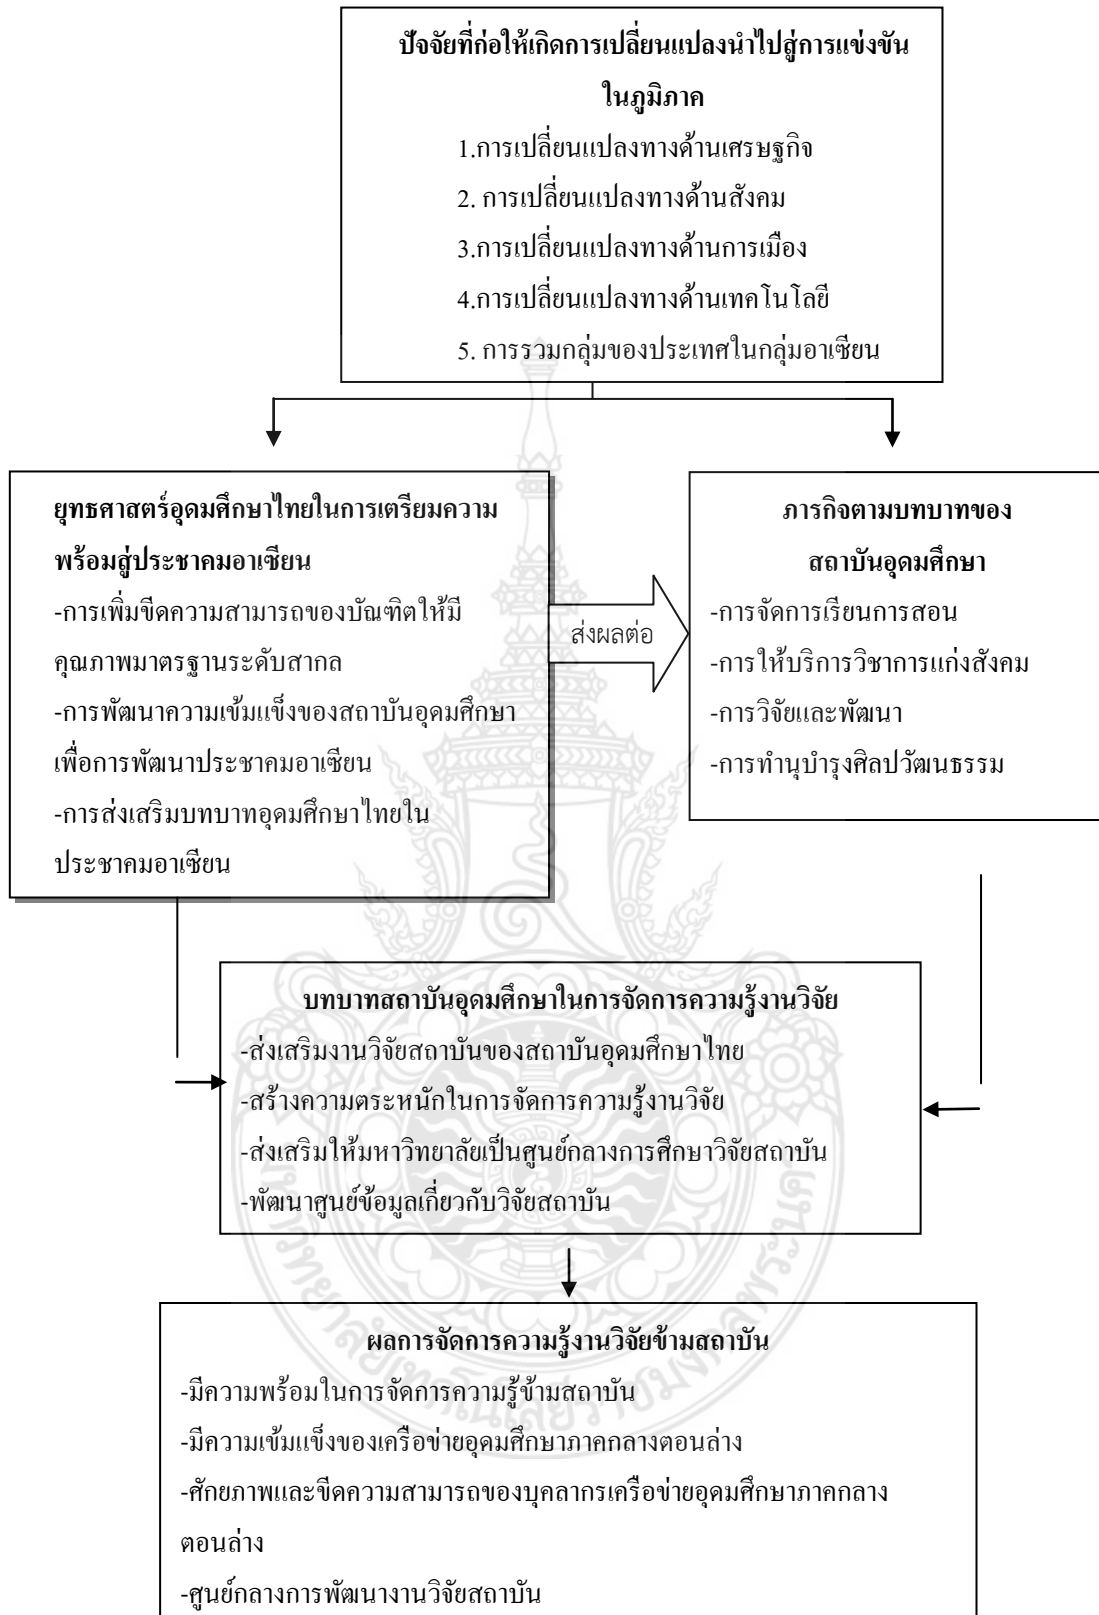 ปัจจัยที่ก่อให้เกิดการเปลี่ยนแปลงนำไปสู่การแข่งขัน
ในภูมิภาค
1.การเปลี่ยนแปลงทางด้านเศรษฐกิจ
2. การเปลี่ยนแปลงทางด้านสังคม
3.การเปลี่ยนแปลงทางด้านการเมือง
4.การเปลี่ยนแปลงทางด้านเทคโนโลยี
5. การรวมกลุ่มของประเทศในกลุ่มอาเซียน
ยุทธศาสตร์อุดมศึกษาไทยในการเตรียมความ
พร้อมสู่ประชาคมอาเซียน
-การเพิ่มขีดความสามารถของบัณฑิตให้มี
คุณภาพมาตรฐานระดับสากล
-การพัฒนาความเข้มแข็งของสถาบันอุดมศึกษา
เพื่อการพัฒนาประชาคมอาเซียน
-การส่งเสริมบทบาทอุดมศึกษาไทยใน
ประชาคมอาเซียน
ส่งผลต่อ
ภารกิจตามบทบาทของ
สถาบันอุดมศึกษา
-การจัดการเรียนการสอน
-การให้บริการวิชาการแก่งสังคม
-การวิจัยและพัฒนา
-การทำนุบำรุงศิลปวัฒนธรรม
บทบาทสถาบันอุดมศึกษาในการจัดการความรู้งานวิจัย
-ส่งเสริมงานวิจัยสถาบันของสถาบันอุดมศึกษาไทย
-สร้างความตระหนักในการจัดการความรู้งานวิจัย
-ส่งเสริมให้มหาวิทยาลัยเป็นศูนย์กลางการศึกษาวิจัยสถาบัน
-พัฒนาศูนย์ข้อมูลเกี่ยวกับวิจัยสถาบัน
ผลการจัดการความรู้งานวิจัยข้ามสถาบัน
-มีความพร้อมในการจัดการความรู้ข้ามสถาบัน
-มีความเข้มแข็งของเครือข่ายอุดมศึกษาภาคกลางตอนล่าง
-ศักยภาพและขีดความสามารถของบุคลากรเครือข่ายอุดมศึกษาภาคกลาง
ตอนล่าง
-ศูนย์กลางการพัฒนางานวิจัยสถาบัน
มหาวิทยาลัยเทคโนโลยีราชมงคลพระนคร